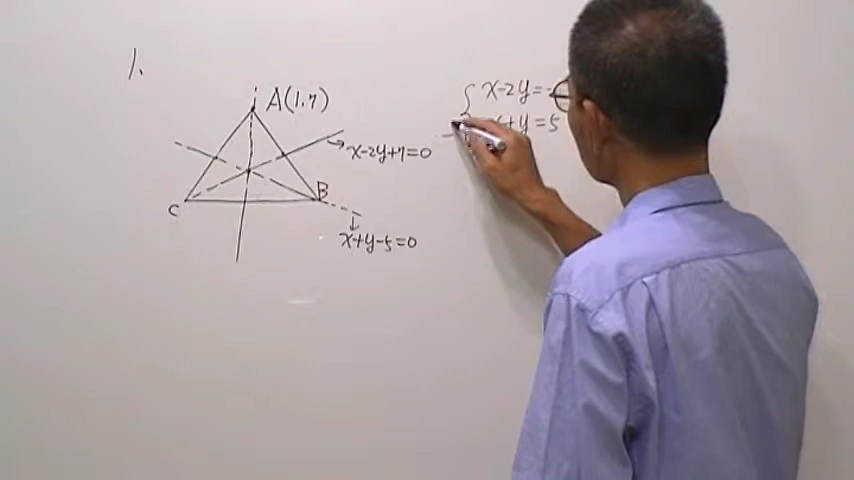 1.
A(1,7)
x-2y+7=0
B
C
x+y-5=0
x-2y=-
x+y=5